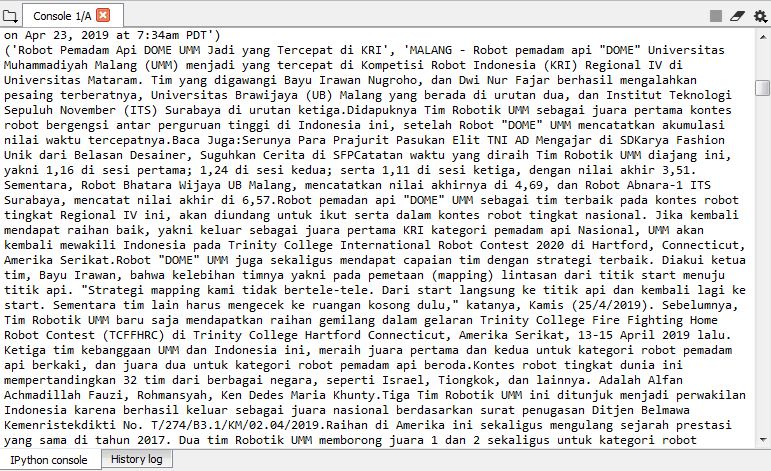 Console 1/A
on Apr 23, 2019 at 7:34am PDT')
('Robot Pemadam Api DOME UMM Jadi yang Tercepat di KRI', 'MALANG - Robot pemadam api "DOME" Universitas
Muhammadiyah Malang (UMM) menjadi yang tercepat di Kompetisi Robot Indonesia (KRI) Regional IV di
Universitas Mataram. Tim yang digawangi Bayu Irawan Nugroho, dan Dwi Nur Fajar berhasil mengalahkan
pesaing terberatnya, Universitas Brawijaya (UB) Malang yang berada di urutan dua, dan Institut Teknologi
Sepuluh November (ITS) Surabaya di urutan ketiga.Didapuknya Tim Robotik UMM sebagai juara pertama kontes
robot bergengsi antar perguruan tinggi di Indonesia ini, setelah Robot "DOME" UMM mencatatkan akumulasi
nilai waktu tercepatnya.Baca Juga:Serunya Para Prajurit Pasukan Elit TNI AD Mengajar di SDKarya Fashion
Unik dari Belasan Desainer, Suguhkan Cerita di SFPCatatan waktu yang diraih Tim Robotik UMM diajang ini,
yakni 1,16 di sesi pertama; 1,24 di sesi kedua; serta 1,11 di sesi ketiga, dengan nilai akhir 3,51.
Sementara, Robot Bhatara Wijaya UB Malang, mencatatkan nilai akhirnya di 4,69, dan Robot Abnara-1 ITS
Surabaya, mencatat nilai akhir di 6,57.Robot pemadan api "DOME" UMM sebagai tim terbaik pada kontes robot
tingkat Regional IV ini, akan diundang untuk ikut serta dalam kontes robot tingkat nasional. Jika kembali
mendapat raihan baik, yakni keluar sebagai juara pertama KRI kategori pemadam api Nasional, UMM akan
kembali mewakili Indonesia pada Trinity College International Robot Contest 2020 di Hartford, Connecticut,
Amerika Serikat.Robot "DOME" UMM juga sekaligus mendapat capaian tim dengan strategi terbaik. Diakui ketua
tim, Bayu Irawan, bahwa kelebihan timnya yakni pada pemetaan (mapping) lintasan dari titik start menuju
titik api. "Strategi mapping kami tidak bertele-tele. Dari start langsung ke titik api dan kembali lagi ke
start. Sementara tim lain harus mengecek ke ruangan kosong dulu," katanya, Kamis (25/4/2019). Sebelumnya,
Tim Robotik UMM baru saja mendapatkan raihan gemilang dalam gelaran Trinity College Fire Fighting Home
Robot Contest (TCFFHRC) di Trinity College Hartford Connecticut, Amerika Serikat, 13-15 April 2019 lalu.
Ketiga tim kebanggaan UMM dan Indonesia ini, meraih juara pertama dan kedua untuk kategori robot pemadam
api berkaki, dan juara dua untuk kategori robot pemadam api beroda.Kontes robot tingkat dunia ini
mempertandingkan 32 tim dari berbagai negara, seperti Israel, Tiongkok, dan lainnya. Adalah Alfan
Achmadillah Fauzi, Rohmansyah, Ken Dedes Maria Khunty.Tiga Tim Robotik UMM ini ditunjuk menjadi perwakilan
Indonesia karena berhasil keluar sebagai juara nasional berdasarkan surat penugasan Ditjen Belmawa
Kemenristekdikti No. T/274/B3.1/KM/02.04/2019.Raihan di Amerika ini sekaligus mengulang sejarah prestasi
yang sama di tahun 2017. Dua tim Robotik UMM memborong juara 1 dan 2 sekaligus untuk kategori robot
IPython console
History log